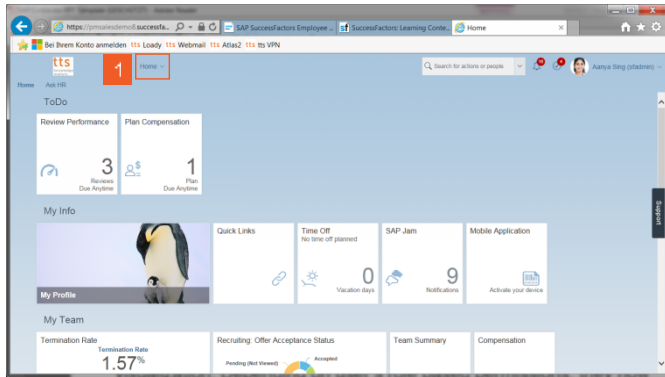 https://pmsalesdemo8.successfa...
SAP SuccessFactors Employee ...
SuccessFactors: Learning Conte...
Home
Bei Ihrem Konto anmelden tts Loady tts Webmail tts Atlas2 tts tts VPN
tts
1
Home
Search for actions or people
Aanya Sing (sfadmin)
Home Ask HR
ToDo
Review Performance
Plan Compensation
3
Reviews
Due Anytime
1
Plan
Due Anytime
Support
My Info
My Profile
Quick Links
Time Off
No time off planned
0
Vacation days
SAP Jam
9
Notifications
Mobile Application
Activate your device
My Team
Termination Rate
Termination Rate
1.57%
Recruiting: Offer Acceptance Status
Pending (Not Viewed)
Accepted
Team Summary
Compensation